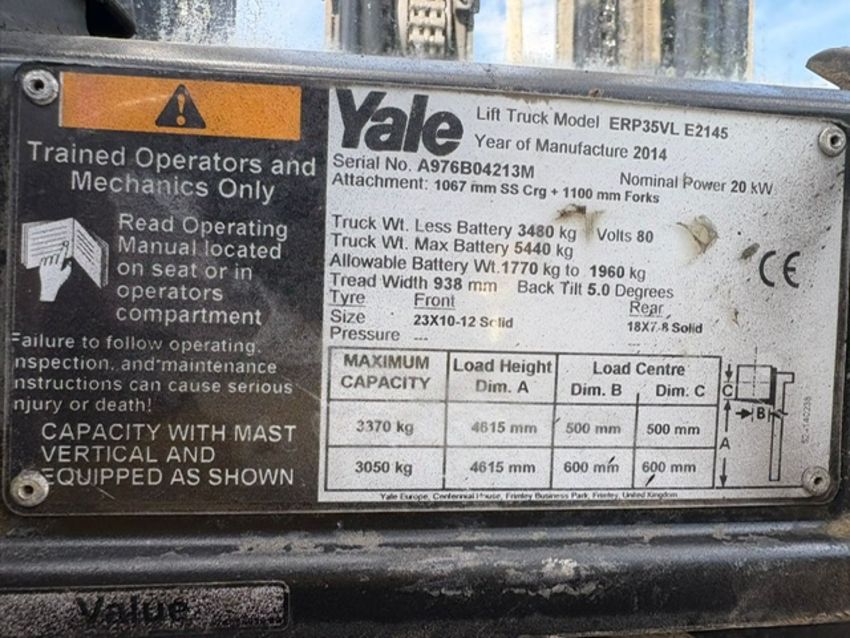 Trained Operators and
Mechanics Only
Read Operating
Manual located
on seat or in
operators
compartment
Failure to follow operating,
inspection, and maintenance
instructions can cause serious
injury or death!
CAPACITY WITH MAST
VERTICAL AND
EQUIPPED AS SHOWN
Yale
Lift Truck Model ERP35VL E2145
Year of Manufacture 2014
Serial No. A976B04213M
Nominal Power 20 kW
Attachment: 1067 mm SS Crg + 1100 mm Forks
Truck Wt. Less Battery 3480 kg Volts 80
Truck Wt. Max Battery 5440 kg
Allowable Battery Wt. 1770 kg to 1960 kg
Tread Width 938 mm Back Tilt 5.0 Degrees
Tyre Front Rear
Size 23X10-12 Solid 18X7-8 Solid
Pressure --- ---
CE
MAXIMUM CAPACITY Load Height Dim. A Load Centre Dim. B Dim. C
3370 kg 4615 mm 500 mm 500 mm
3050 kg 4615 mm 600 mm 600 mm
C
B
A
Yale Europe, Centennial House, Frimley Business Park, Frimley, United Kingdom
Value